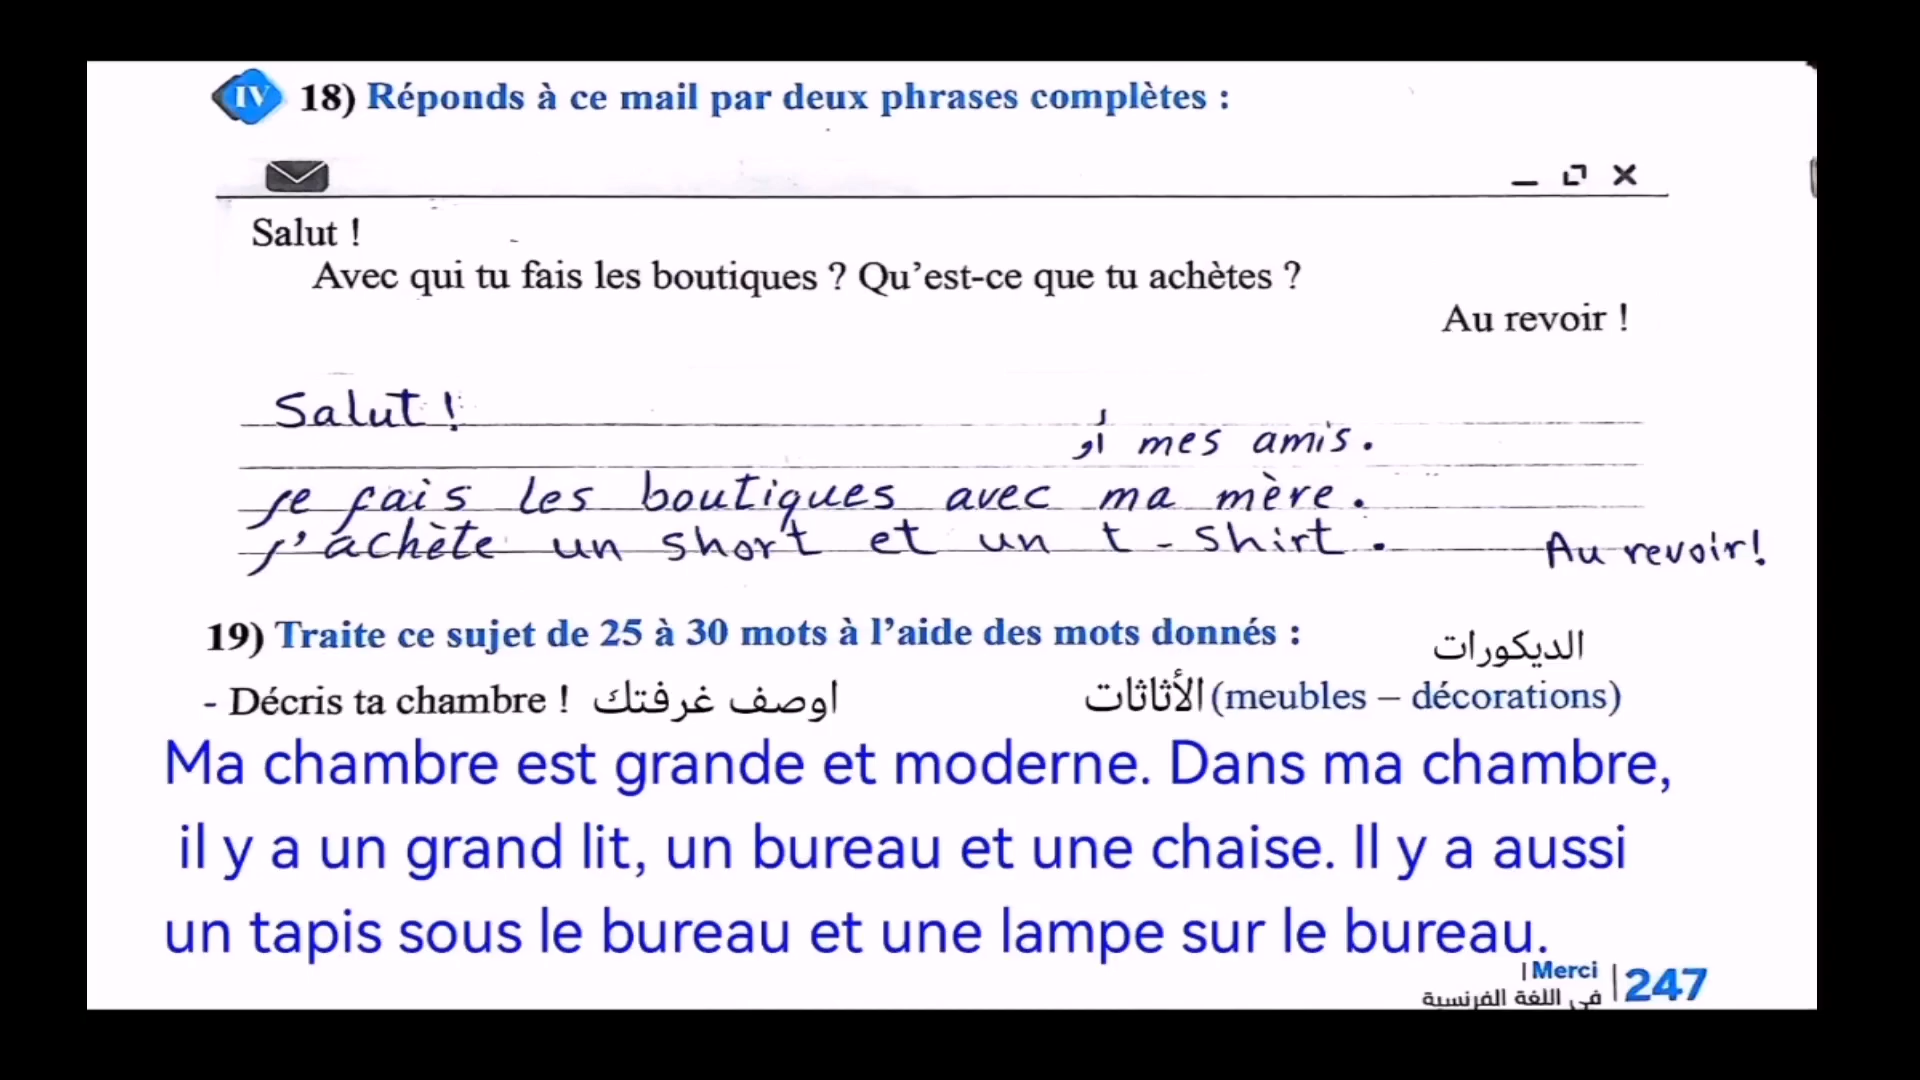 IV 18) Réponds à ce mail par deux phrases complètes :
Salut !
Avec qui tu fais les boutiques ? Qu’est-ce que tu achètes ?
Au revoir !
Salut !
او mes amis.
Je fais les boutiques avec ma mère.
J'achète un short et un t-shirt. Au revoir!
19) Traite ce sujet de 25 à 30 mots à l’aide des mots donnés :
الديكورات
- Décris ta chambre ! اوصف غرفتك الأثاثات (meubles – décorations)
Ma chambre est grande et moderne. Dans ma chambre,
il y a un grand lit, un bureau et une chaise. Il y a aussi
un tapis sous le bureau et une lampe sur le bureau.
Merci
في اللغة الفرنسية 247